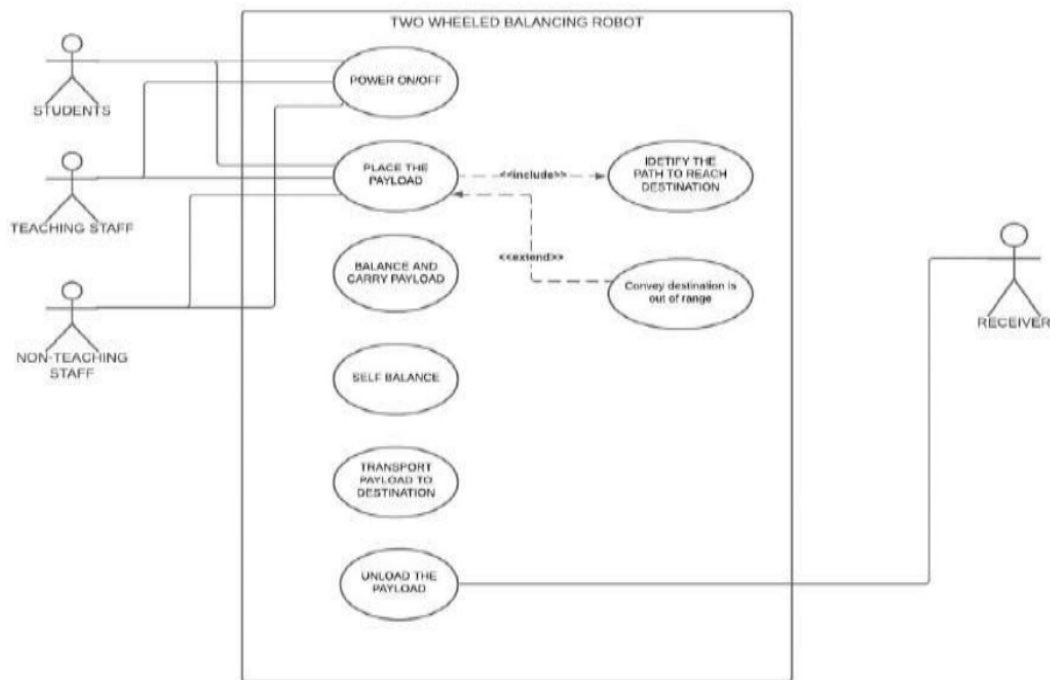 TWO WHEELED BALANCING ROBOT
STUDENTS
TEACHING STAFF
NON-TEACHING
STAFF
POWER ON/OFF
PLACE THE
PAYLOAD
<<include>>
IDETIFY THE
PATH TO REACH
DESTINATION
BALANCE AND
CARRY PAYLOAD
<<extend>>
Convey destination is
out of range
SELF BALANCE
TRANSPORT
PAYLOAD TO
DESTINATION
UNLOAD THE
PAYLOAD
RECEIVER